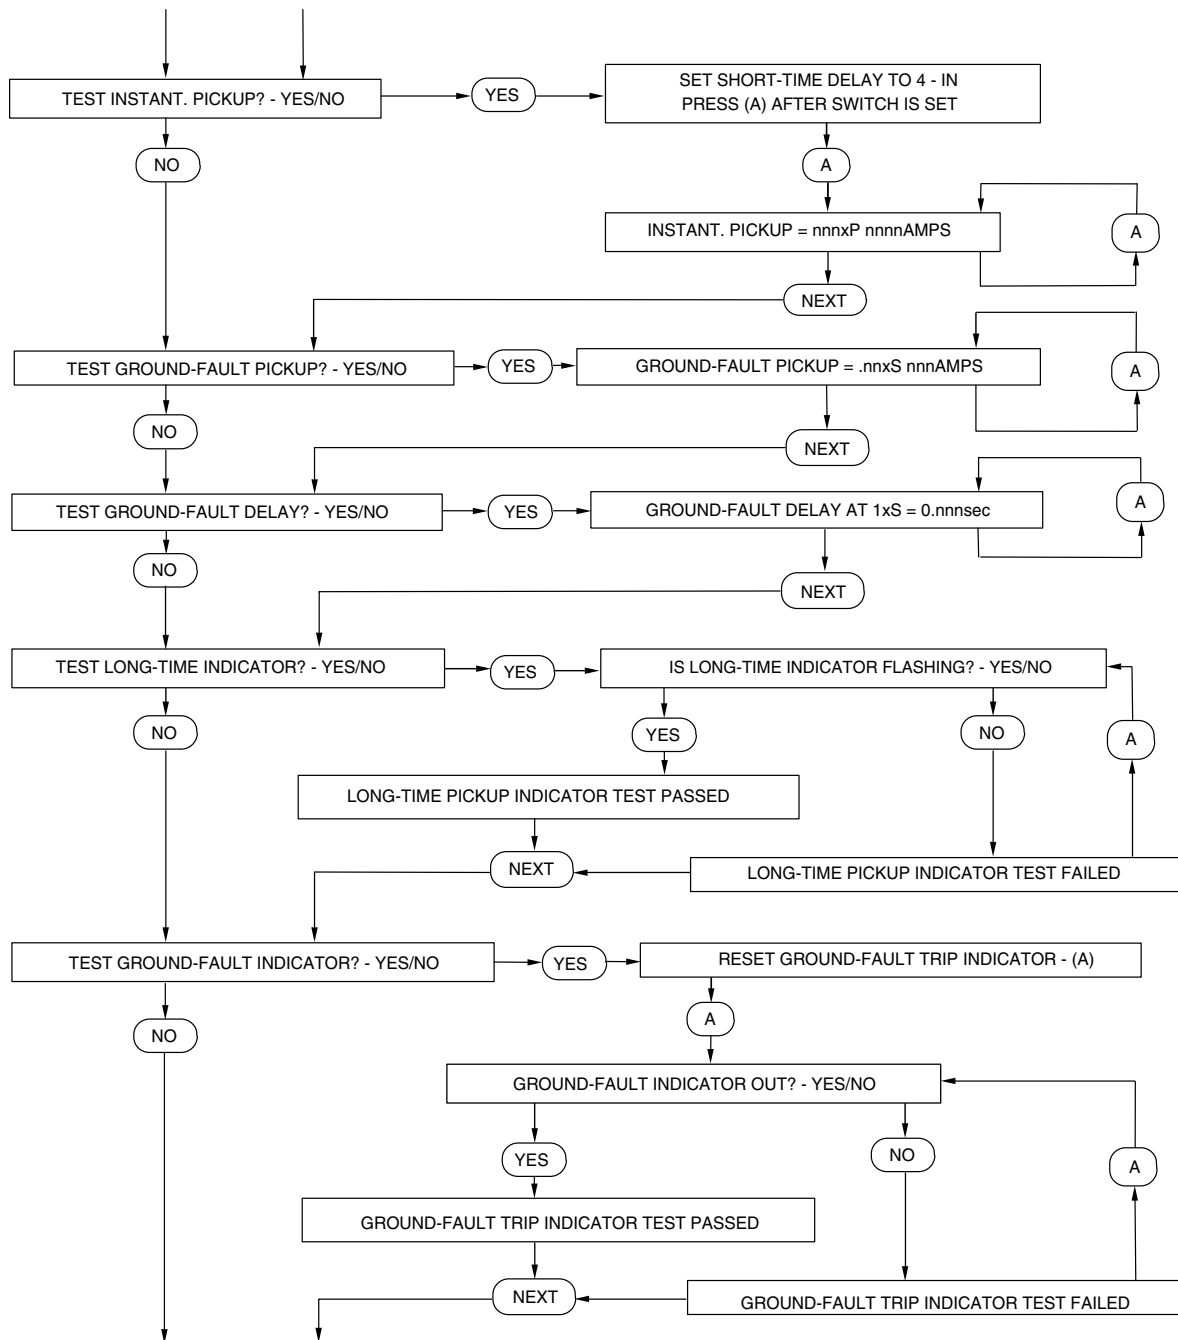 TEST INSTANT. PICKUP? - YES/NO
YES
SET SHORT-TIME DELAY TO 4 - IN
PRESS (A) AFTER SWITCH IS SET
NO
A
INSTANT. PICKUP = nnnxP nnnnAMPS
A
NEXT
TEST GROUND-FAULT PICKUP? - YES/NO
YES
GROUND-FAULT PICKUP = .nnxS nnnAMPS
A
NO
NEXT
TEST GROUND-FAULT DELAY? - YES/NO
YES
GROUND-FAULT DELAY AT 1xS = 0.nnnsec
A
NO
NEXT
TEST LONG-TIME INDICATOR? - YES/NO
YES
IS LONG-TIME INDICATOR FLASHING? - YES/NO
NO
YES
NO
A
LONG-TIME PICKUP INDICATOR TEST PASSED
NEXT
LONG-TIME PICKUP INDICATOR TEST FAILED
TEST GROUND-FAULT INDICATOR? - YES/NO
YES
RESET GROUND-FAULT TRIP INDICATOR - (A)
NO
A
GROUND-FAULT INDICATOR OUT? - YES/NO
YES
NO
A
GROUND-FAULT TRIP INDICATOR TEST PASSED
NEXT
GROUND-FAULT TRIP INDICATOR TEST FAILED